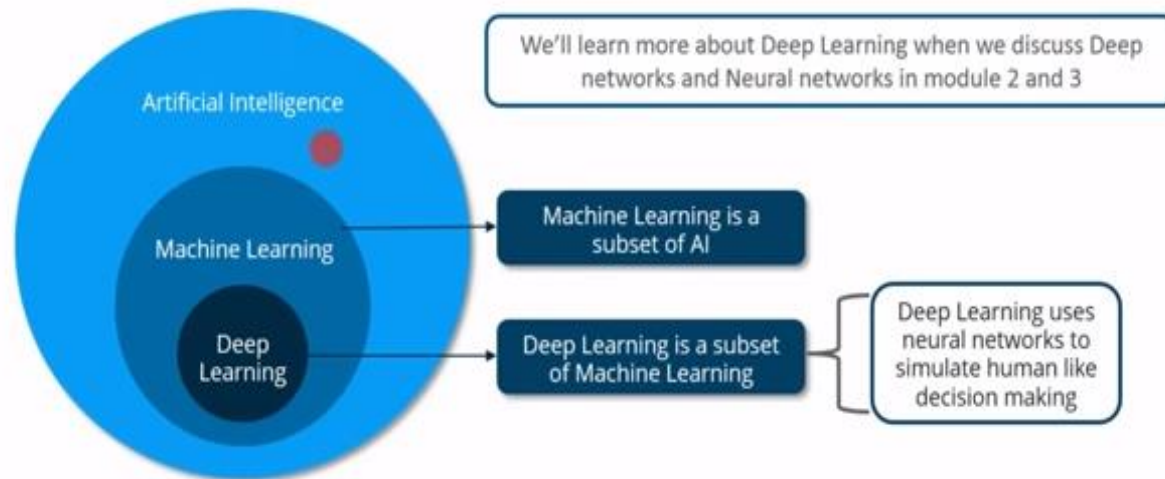 We'll learn more about Deep Learning when we discuss Deep
networks and Neural networks in module 2 and 3
Artificial Intelligence
Machine Learning is a
subset of AI
Machine Learning
Deep Learning uses
neural networks to
simulate human like
decision making
Deep
Learning
Deep Learning is a subset
of Machine Learning